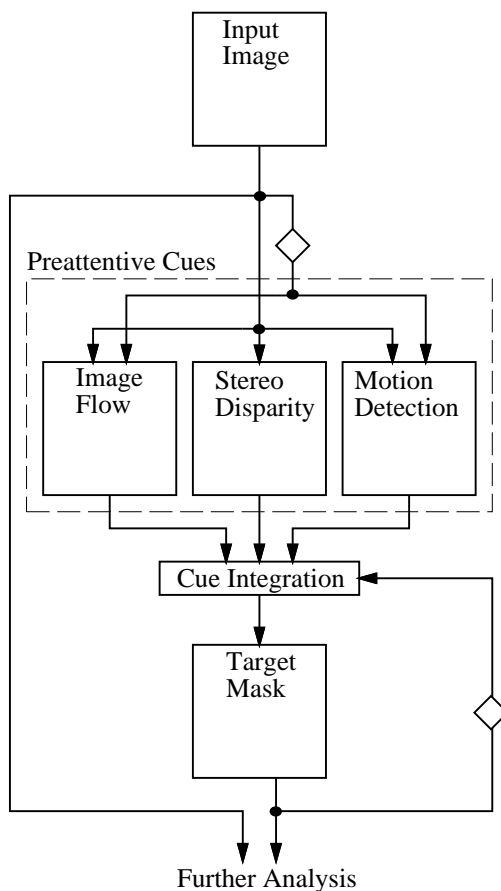 Input
Image
Preattentive Cues
Image
Flow
Stereo
Disparity
Motion
Detection
Cue Integration
Target
Mask
Further Analysis